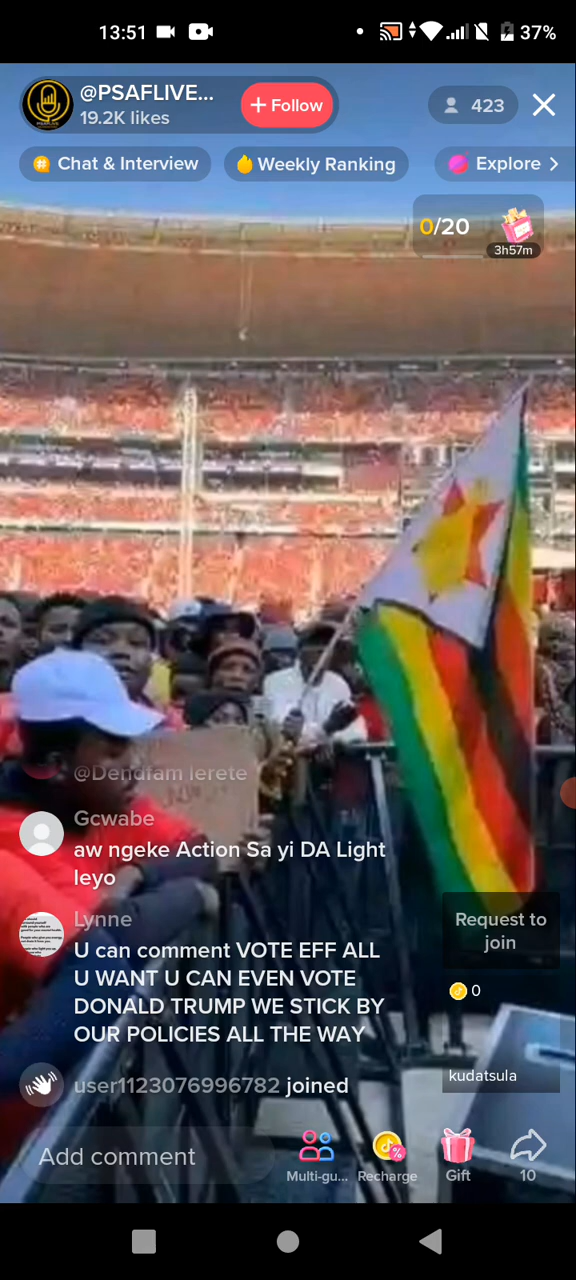 13:51
37%
@PSAFLIVE...
19.2K likes
+ Follow
423
Chat & Interview
Weekly Ranking
Explore >
0/20
3h57m
@Dendfam lerete
Gcwabe
aw ngeke Action Sa yi DA Light
leyo
Lynne
U can comment VOTE EFF ALL
U WANT U CAN EVEN VOTE
DONALD TRUMP WE STICK BY
OUR POLICIES ALL THE WAY
Request to
join
0
kudatsula
user1123076996782 joined
Add comment
Multi-gu...
Recharge
Gift
10